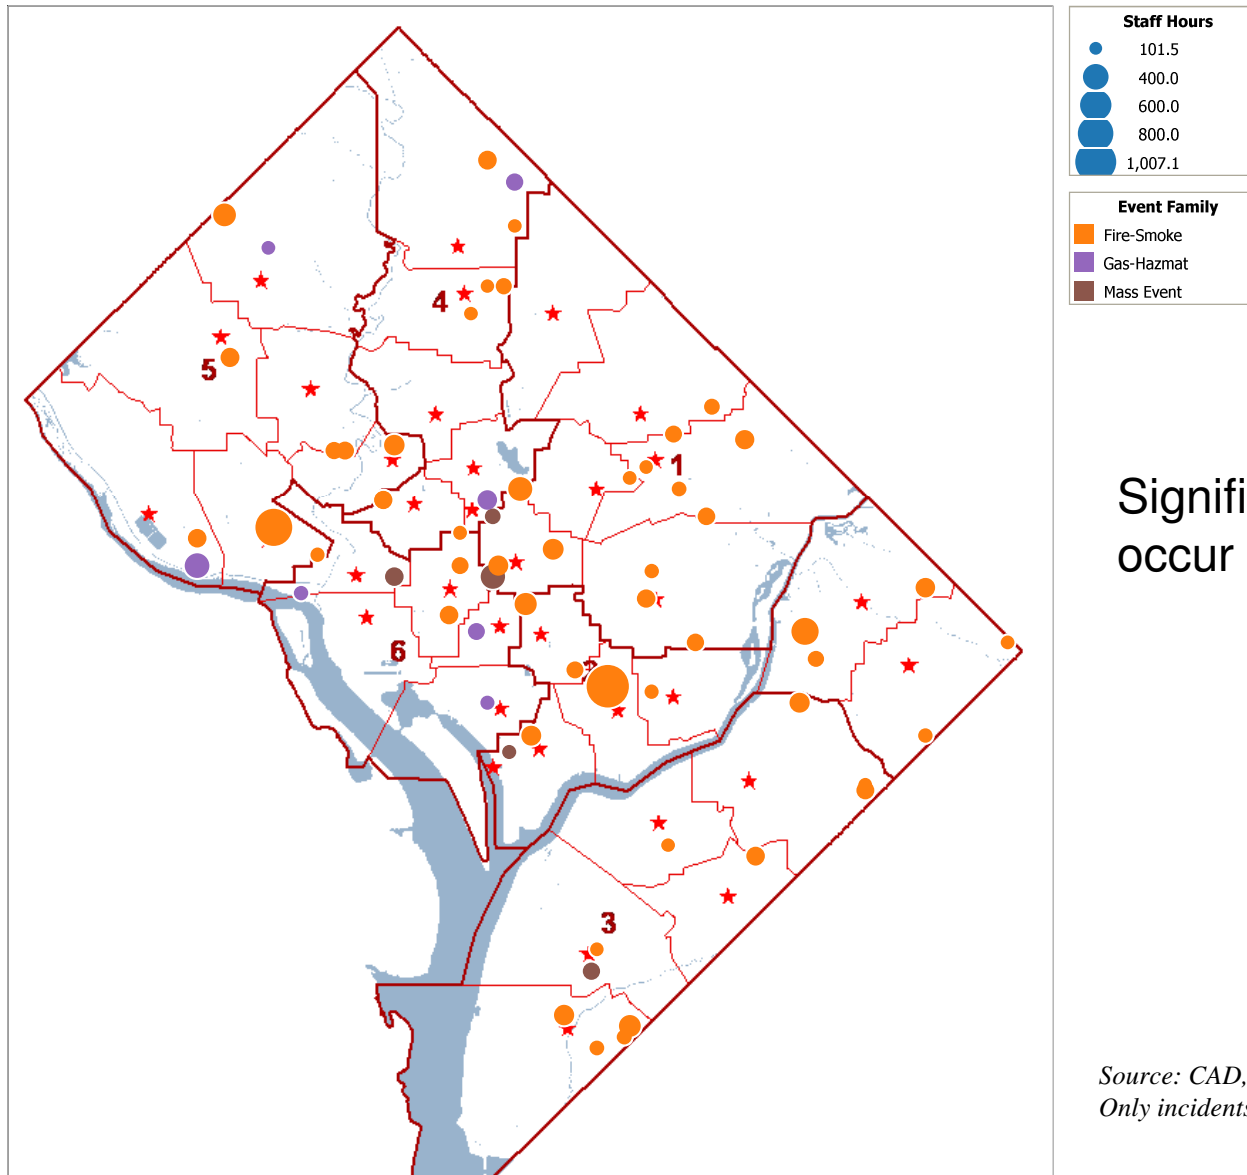 Staff Hours
101.5
400.0
600.0
800.0
1,007.1
Event Family
Fire-Smoke
Gas-Hazmat
Mass Event
4
5
1
6
3
Signifi
occur
Source: CAD,
Only incidents